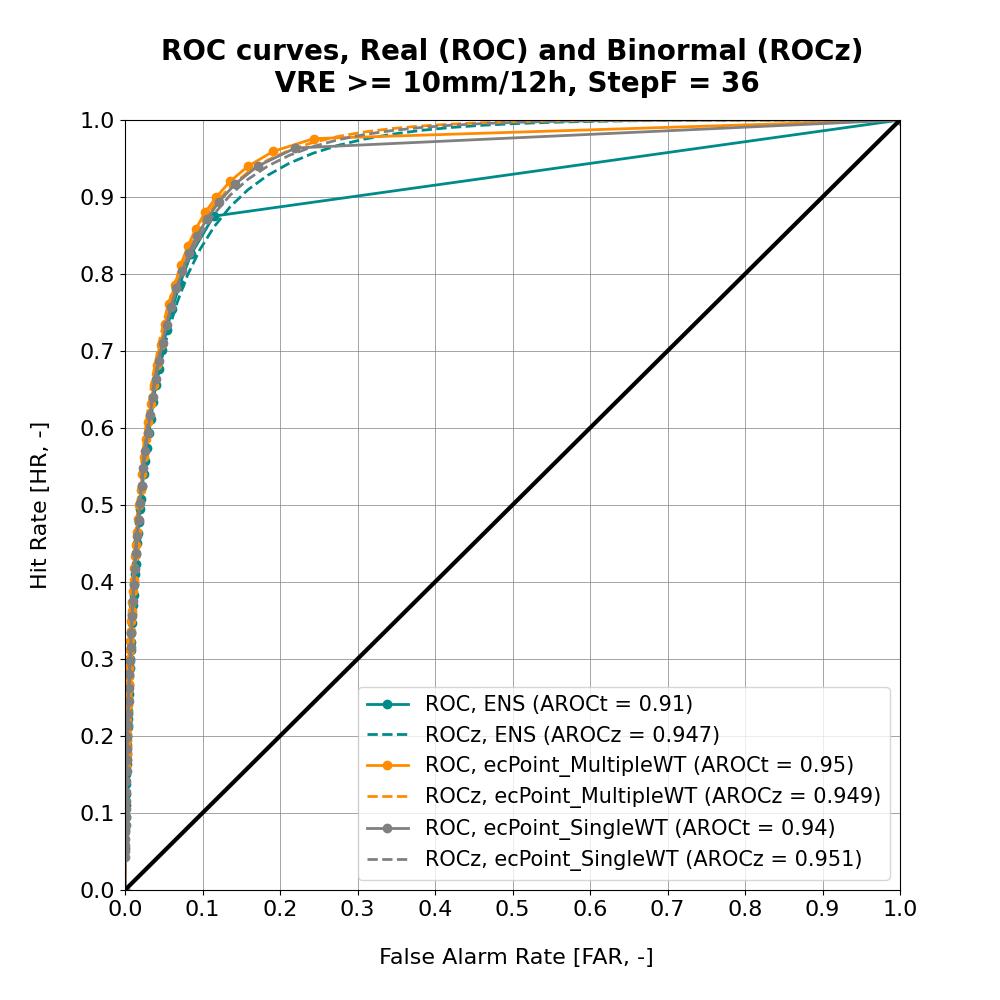 ROC curves, Real (ROC) and Binormal (ROCz)
VRE >= 10mm/12h, StepF = 36
1.0
0.9
0.8
0.7
0.6
0.5
0.4
0.3
0.2
0.1
0.0
Hit Rate [HR, -]
ROC, ENS (AROCt = 0.91)
ROCz, ENS (AROCz = 0.947)
ROC, ecPoint_MultipleWT (AROCt = 0.95)
ROCz, ecPoint_MultipleWT (AROCz = 0.949)
ROC, ecPoint_SingleWT (AROCt = 0.94)
ROCz, ecPoint_SingleWT (AROCz = 0.951)
0.0 0.1 0.2 0.3 0.4 0.5 0.6 0.7 0.8 0.9 1.0
False Alarm Rate [FAR, -]